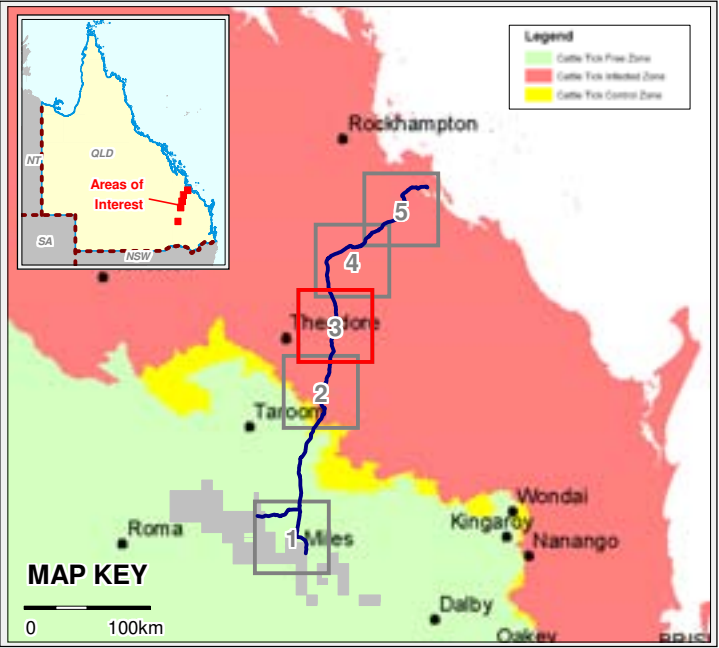 Legend
Cattle Tick Free Zone
Cattle Tick Infected Zone
Cattle Tick Control Zone
NT
QLD
Areas of
Interest
SA
NSW
Rockhampton
5
4
3
2
Taroom
1
Miles
Roma
Wondai
Kingaroy
Nanango
MAP KEY
0
100km
Dalby
Oakey